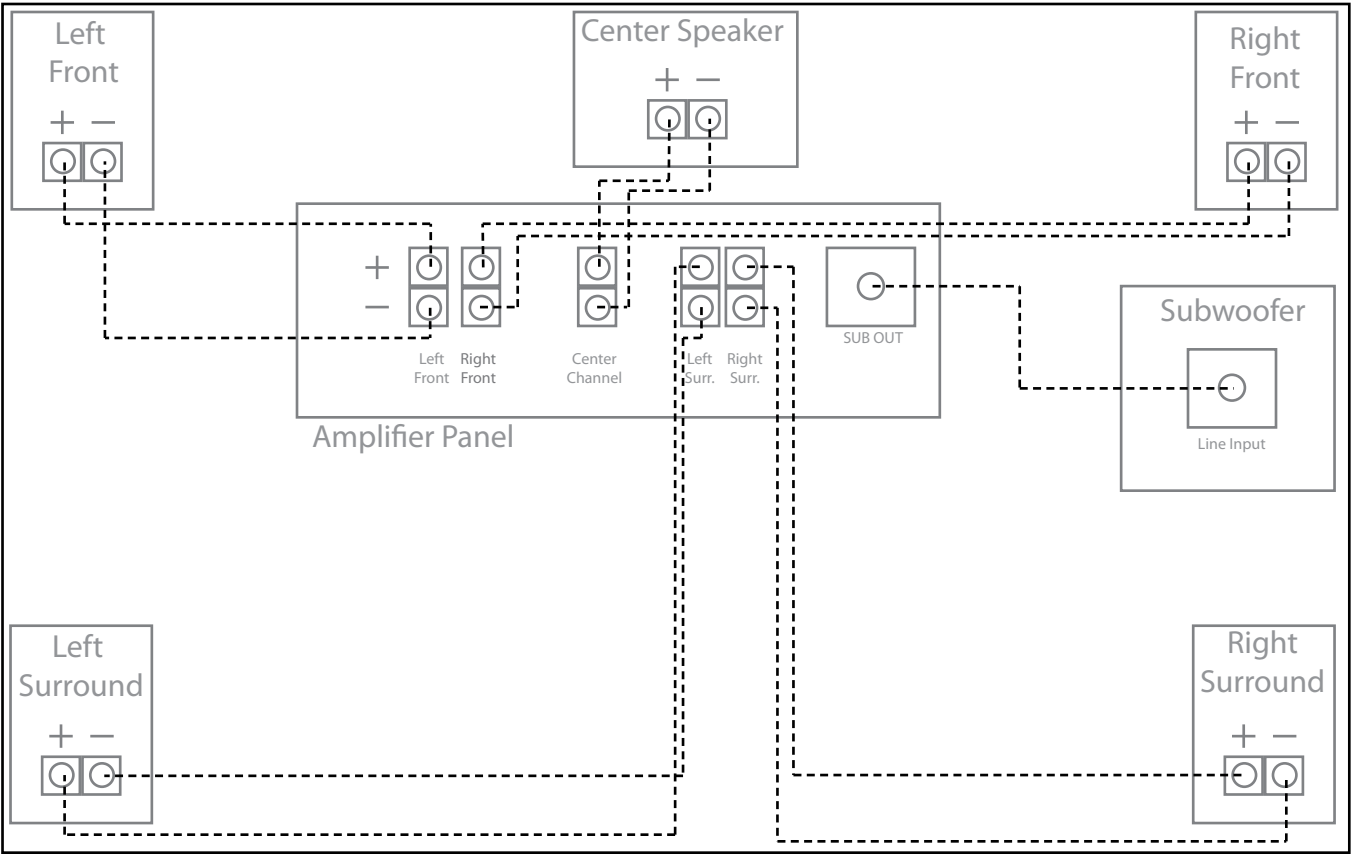 Left
Front
+ −
Center Speaker
+ −
Right
Front
+ −
+
−
Left
Front
Right
Front
Center
Channel
Left
Surr.
Right
Surr.
SUB OUT
Amplifier Panel
Subwoofer
Line Input
Left
Surround
+ −
Right
Surround
+ −